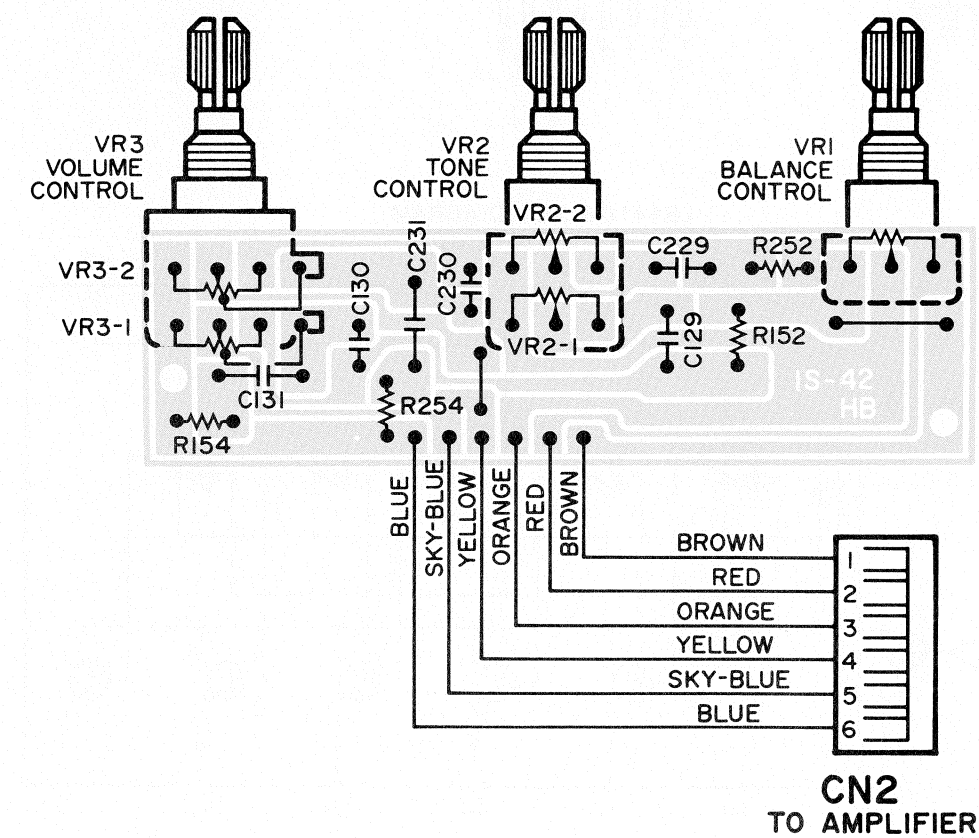 VR3
VOLUME
CONTROL
VR2
TONE
CONTROL
VR1
BALANCE
CONTROL
VR2-2
VR3-2
VR3-1
C130
C231
C230
C229
R252
VR2-1
C129
R152
C131
R254
R154
IS-42
HB
BLUE
SKY-BLUE
YELLOW
ORANGE
RED
BROWN
BROWN
1
RED
2
ORANGE
3
YELLOW
4
SKY-BLUE
5
BLUE
6
CN2
TO AMPLIFIER